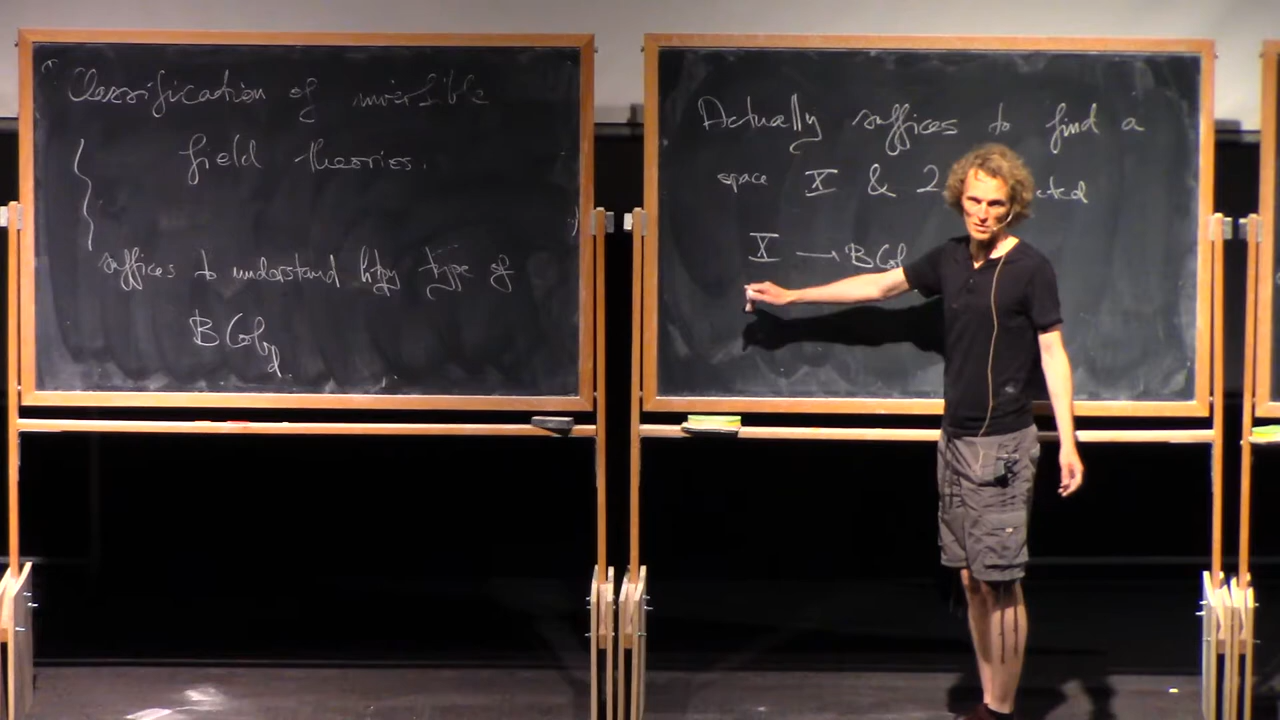 "Classification of invertible
field theories.
suffices to understand htpy type of
B Cob_d
Actually suffices to find a
space X & 2 cted
X → B Cob